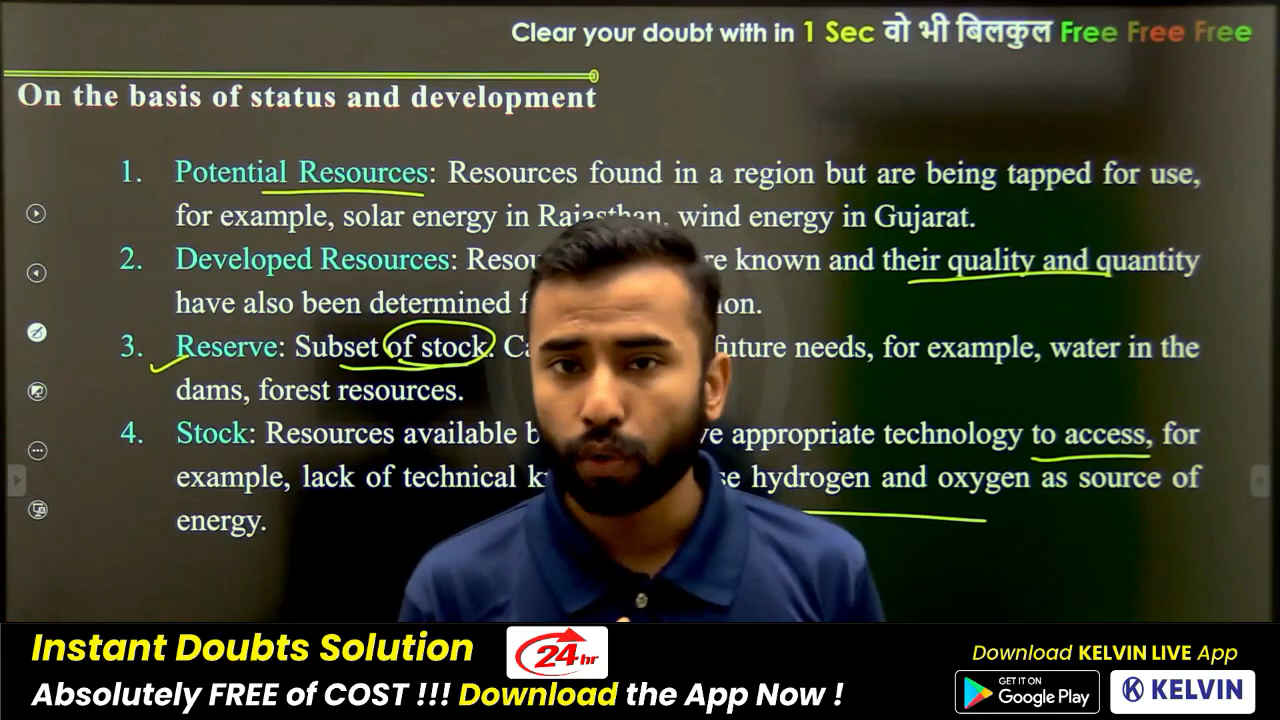 Clear your doubt with in 1 Sec वो भी बिलकुल Free Free Free
On the basis of status and development
1. Potential Resources: Resources found in a region but are being tapped for use,
for example, solar energy in Rajasthan, wind energy in Gujarat.
2. Developed Resources: known and their quality and quantity
have also been determined
3. Reserve: Subset of stock. future needs, for example, water in the
dams, forest resources.
4. Stock: Resources available appropriate technology to access, for
example, lack of technical hydrogen and oxygen as source of
energy.
Instant Doubts Solution
24hr
Download KELVIN LIVE App
Absolutely FREE of COST !!! Download the App Now !
GET IT ON
Google Play
KELVIN